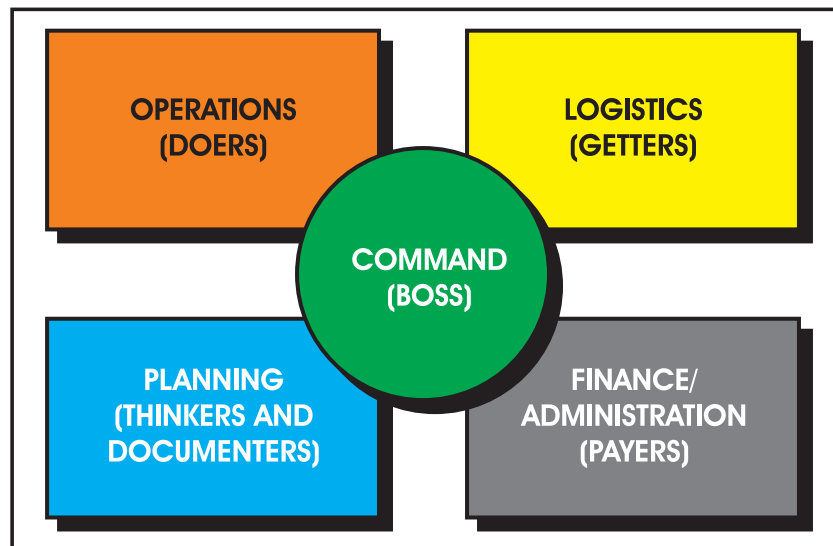 OPERATIONS
(DOERS)
LOGISTICS
(GETTERS)
COMMAND
(BOSS)
PLANNING
(THINKERS AND
DOCUMENTERS)
FINANCE/
ADMINISTRATION
(PAYERS)